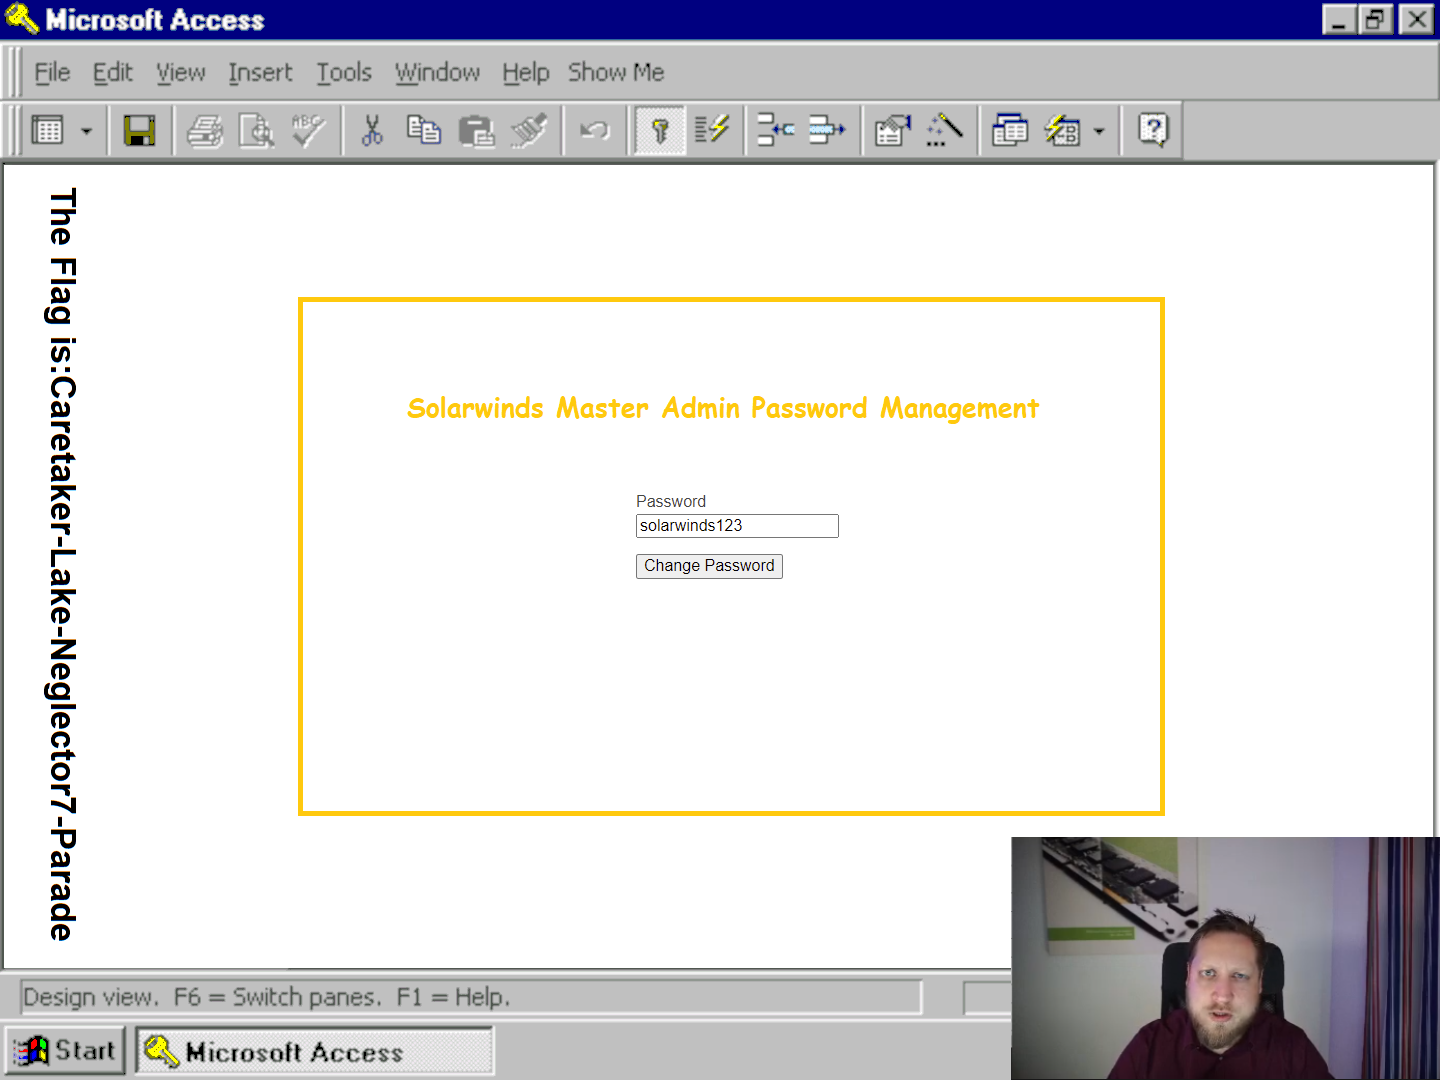 Microsoft Access
File Edit View Insert Tools Window Help Show Me
ABC
The Flag is:Caretaker-Lake-Neglector7-Parade
Solarwinds Master Admin Password Management
Password
solarwinds123
Change Password
Design view. F6 = Switch panes. F1 = Help.
Start
Microsoft Access